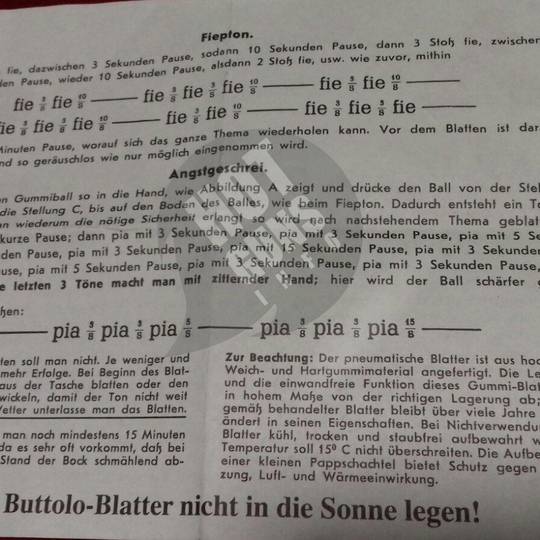 Fiepton.
fie, dazwischen 3 Sekunden Pause, sodann 10 Sekunden Pause, dann 3 Stoß fie, zwischen
den Pause, wieder 10 Sekunden Pause, alsdann 2 Stoß fie, usw. wie zuvor, mithin
fie 3/8 fie 10/8 —— fie 3/8 fie 3/8 fie 10/8 —— fie 3/8 fie 10/8 ——
fie 3/8 fie 3/8 fie 10/8 —— fie 3/8 fie 10/8 —— fie 3/8 fie 3/8 fie ——
Minuten Pause, worauf sich das ganze Thema wiederholen kann. Vor dem Blatten ist dar
nd so geräuschlos wie nur möglich eingenommen wird.
Angstgeschrei.
en Gummiball so in die Hand, wie Abbildung A zeigt und drücke den Ball von der Stel
die Stellung C, bis auf den Boden des Balles, wie beim Fiepton. Dadurch entsteht ein To
nn wiederum die nötige Sicherheit erlangt so wird nach nachstehendem Thema geblat
kurze Pause; dann pia mit 3 Sekunden Pause, pia mit 3 Sekunden Pause, pia mit 5 Se
den Pause, pia mit 3 Sekunden Pause, pia mit 15 Sekunden Pause, pia mit 3 Sekunden
ause, pia mit 5 Sekunden Pause, pia mit 3 Sekunden Pause, pia mit 3 Sekunden Pause,
e letzten 3 Töne macht man mit zitternder Hand; hier wird der Ball schärfer g
ßen:
—— pia 3/8 pia 3/8 pia 5/8 —— pia 3/8 pia 3/8 pia 15/8 ——
ten soll man nicht. Je weniger und
mehr Erfolge. Bei Beginn des Blat-
aus der Tasche blatten oder den
wickeln, damit der Ton nicht weit
Wetter unterlasse man das Blatten.
man noch mindestens 15 Minuten
da es sehr oft vorkommt, daß bei
Stand der Bock schmählend ab-
Zur Beachtung: Der pneumatische Blatter ist aus hoc
Weich- und Hartgummimaterial angefertigt. Die Le
und die einwandfreie Funktion dieses Gummi-Blat
in hohem Maße von der richtigen Lagerung ab;
gemäß behandelter Blatter bleibt über viele Jahre
ändert in seinen Eigenschaften. Bei Nichtverwendu
Blatter kühl, trocken und staubfrei aufbewahrt w
Temperatur soll 15° C nicht überschreiten. Die Aufbe
einer kleinen Pappschachtel bietet Schutz gegen
zung, Luft- und Wärmeeinwirkung.
Buttolo-Blatter nicht in die Sonne legen!